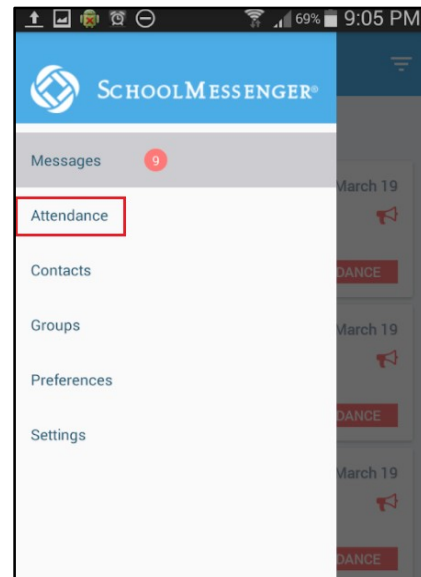 69% 9:05 PM
SCHOOLMESSENGER®
Messages 9
March 19
Attendance
Contacts
DANCE
Groups
March 19
Preferences
DANCE
Settings
March 19
DANCE